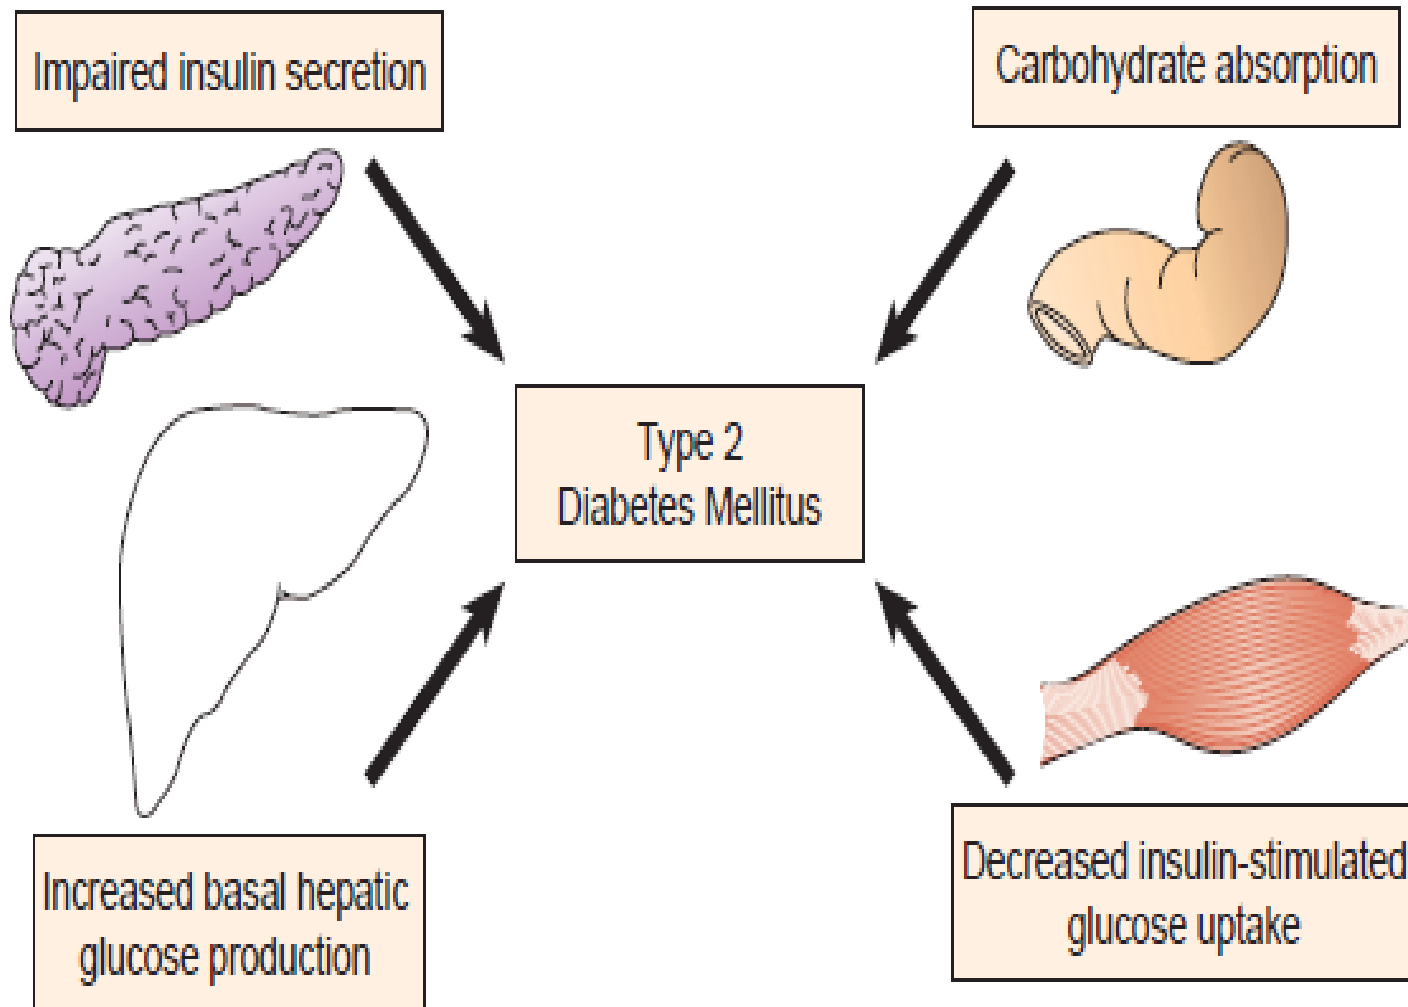 Impaired insulin secretion
Carbohydrate absorption
Type 2
Diabetes Mellitus
Increased basal hepatic
glucose production
Decreased insulin-stimulated
glucose uptake